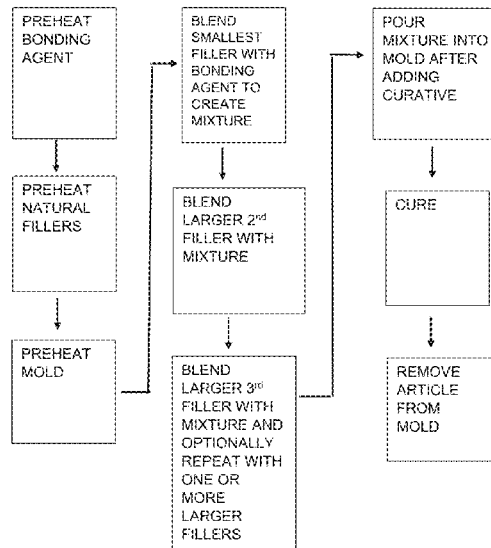 PREHEAT
BONDING
AGENT
PREHEAT
NATURAL
FILLERS
PREHEAT
MOLD
BLEND
SMALLEST
FILLER WITH
BONDING
AGENT TO
CREATE
MIXTURE
BLEND
LARGER 2nd
FILLER WITH
MIXTURE
BLEND
LARGER 3rd
FILLER WITH
MIXTURE AND
OPTIONALLY
REPEAT WITH
ONE OR
MORE
LARGER
FILLERS
POUR
MIXTURE INTO
MOLD AFTER
ADDING
CURATIVE
CURE
REMOVE
ARTICLE
FROM
MOLD